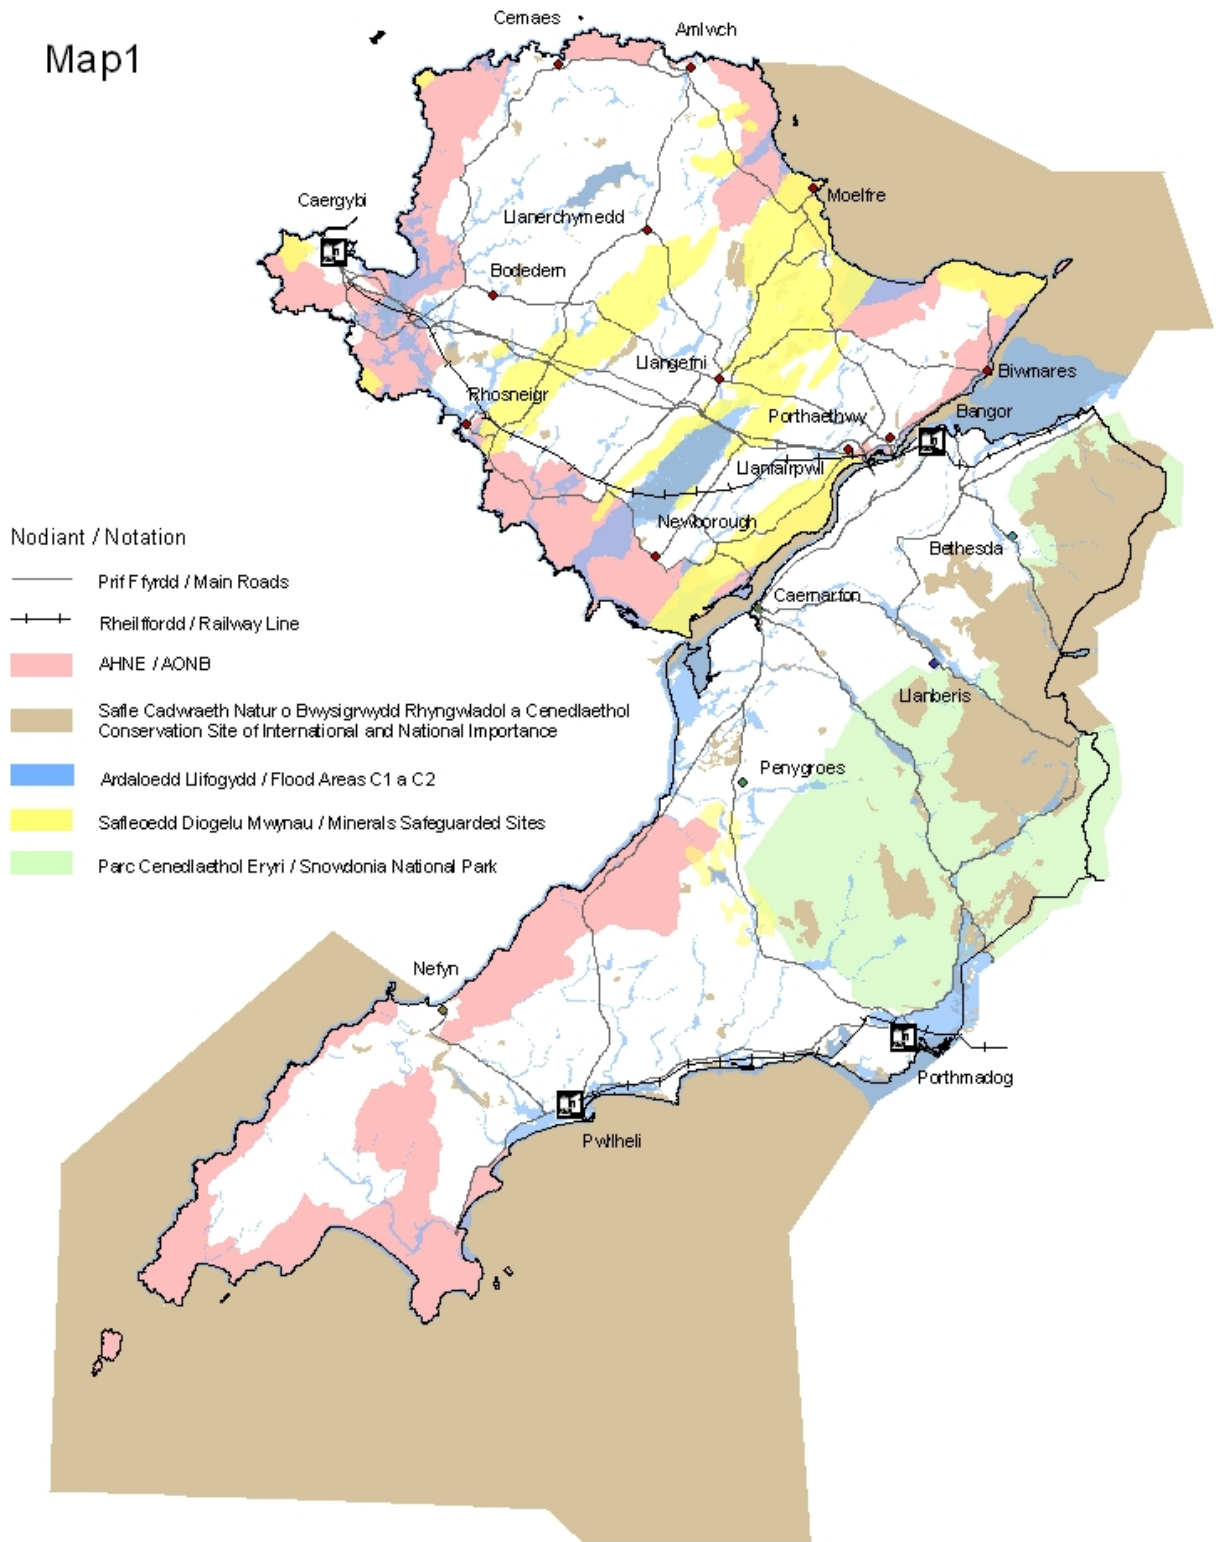 Map1
Cemaes
Amlwch
Caergybi
Moelfre
Llanerchymedd
Bodedern
Llangefni
Biwmares
Rhosneigr
Porthaethwy
Bangor
Llanfairpwll
Newborough
Bethesda
Caernarfon
Llanberis
Penygroes
Nefyn
Porthmadog
Pwllheli
Nodiant / Notation
Prif Ffyrdd / Main Roads
Rheilffordd / Railway Line
AHNE / AONB
Safle Cadwraeth Natur o Bwysigrwydd Rhyngwladol a Cenedlaethol
Conservation Site of International and National Importance
Ardaloedd Llifogydd / Flood Areas C1 a C2
Safleoedd Diogelu Mwynau / Minerals Safeguarded Sites
Parc Cenedlaethol Eryri / Snowdonia National Park